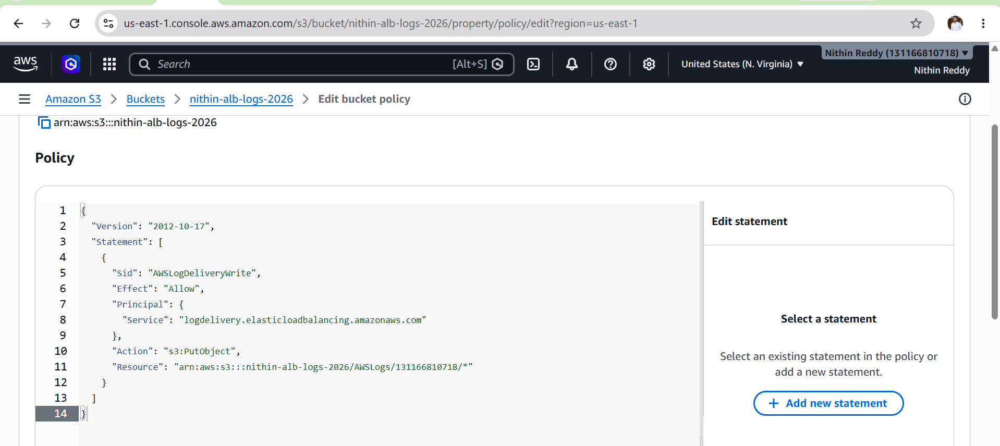 us-east-1.console.aws.amazon.com/s3/bucket/nithin-alb-logs-2026/property/policy/edit?region=us-east-1
aws
Search
[Alt+S]
United States (N. Virginia)
Nithin Reddy (131166810718)
Nithin Reddy
Amazon S3
Buckets
nithin-alb-logs-2026
Edit bucket policy
arn:aws:s3:::nithin-alb-logs-2026
Policy
1 {
2 "Version": "2012-10-17",
3 "Statement": [
4 {
5 "Sid": "AWSLogDeliveryWrite",
6 "Effect": "Allow",
7 "Principal": {
8 "Service": "logdelivery.elasticloadbalancing.amazonaws.com"
9 },
10 "Action": "s3:PutObject",
11 "Resource": "arn:aws:s3:::nithin-alb-logs-2026/AWSLogs/131166810718/*"
12 }
13 ]
14 }
Edit statement
Select a statement
Select an existing statement in the policy or
add a new statement.
+ Add new statement